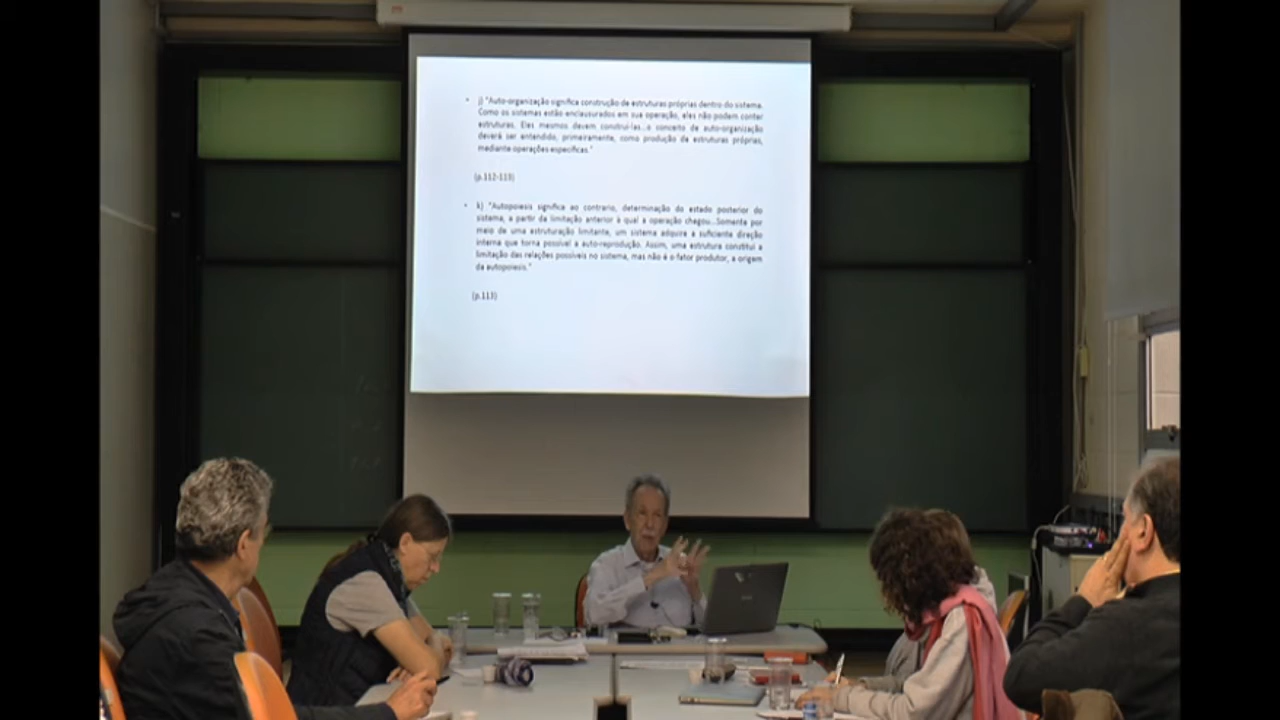 • j) "Auto-organização significa construção de estruturas próprias dentro do sistema.
Como os sistemas estão enclausurados em sua operação, eles não podem conter
estruturas. Eles mesmos devem construí-las...o conceito de auto-organização
deverá ser entendido, primeiramente, como produção de estruturas próprias,
mediante operações específicas."
(p.112-113)
• k) "Autopoiesis significa ao contrario, determinação do estado posterior do
sistema, a partir da limitação anterior à qual a operação chegou...Somente por
meio de uma estruturação limitante, um sistema adquire a suficiente direção
interna que torna possível a auto-reprodução. Assim, uma estrutura constitui a
limitação das relações possíveis no sistema, mas não é o fator produtor, a origem
da autopoiesis."
(p.113)